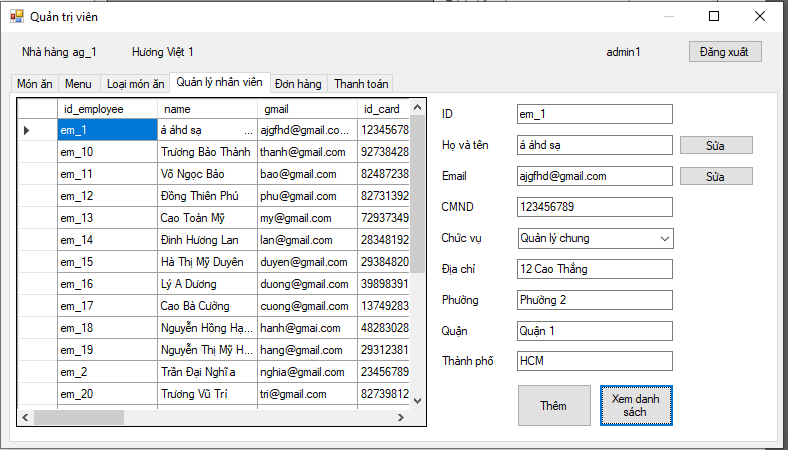 Quản trị viên
Nhà hàng ag_1 Hương Việt 1 admin1 Đăng xuất
Món ăn Menu Loại món ăn Quản lý nhân viên Đơn hàng Thanh toán
id_employee name gmail id_card
em_1 á áhd sạ ... ajgfhd@gmail.co... 12345678
em_10 Trương Bảo Thành thanh@gmail.com 92738428
em_11 Võ Ngọc Bảo bao@gmail.com 82487238
em_12 Đồng Thiên Phú phu@gmail.com 82731392
em_13 Cao Toàn Mỹ my@gmail.com 72937349
em_14 Đinh Hương Lan lan@gmail.com 28348192
em_15 Hà Thị Mỹ Duyên duyen@gmail.com 29384820
em_16 Lý A Dương duong@gmail.com 39898391
em_17 Cao Bà Cường cuong@gmail.com 13749283
em_18 Nguyễn Hồng Hạ... hanh@gmai.com 48283028
em_19 Nguyễn Thị Mỹ H... hang@gmail.com 29312381
em_2 Trần Đại Nghĩa nghia@gmail.com 23456789
em_20 Trương Vũ Trí tri@gmail.com 82739812
ID em_1
Họ và tên á áhd sạ Sửa
Email ajgfhd@gmail.com Sửa
CMND 123456789
Chức vụ Quản lý chung
Địa chỉ 12 Cao Thắng
Phường Phường 2
Quận Quận 1
Thành phố HCM
Thêm Xem danh
sách